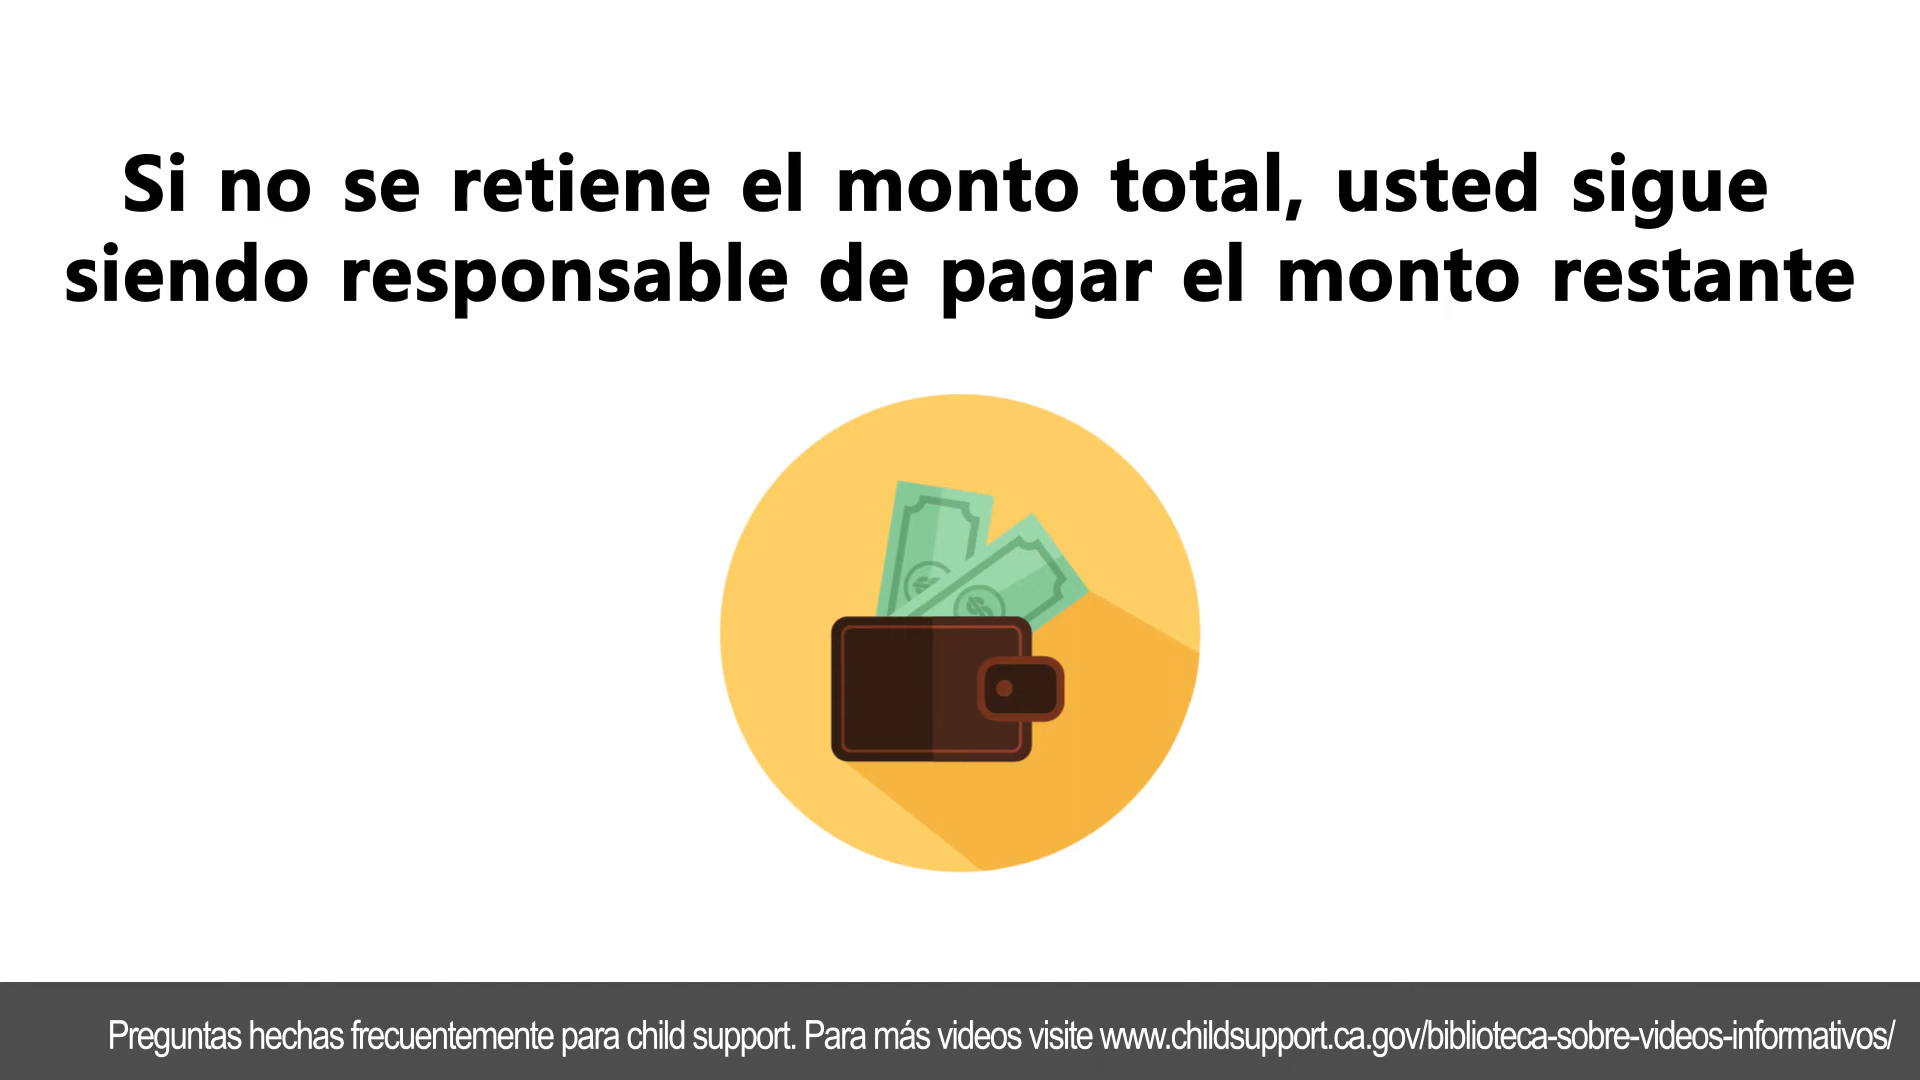 Si no se retiene el monto total, usted sigue
siendo responsable de pagar el monto restante
Preguntas hechas frecuentemente para child support. Para más videos visite www.childsupport.ca.gov/biblioteca-sobre-videos-informativos/